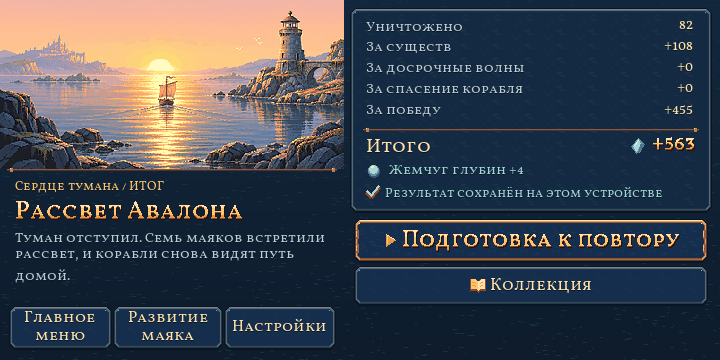 Сердце тумана / ИТОГ
Рассвет Авалона
Туман отступил. Семь маяков встретили
рассвет, и корабли снова видят путь
домой.
Главное
меню
Развитие
маяка
Настройки
Уничтожено 82
За существ +108
За досрочные волны +0
За спасение корабля +0
За победу +455
Итого +563
Жемчуг глубин +4
Результат сохранён на этом устройстве
Подготовка к повтору
Коллекция